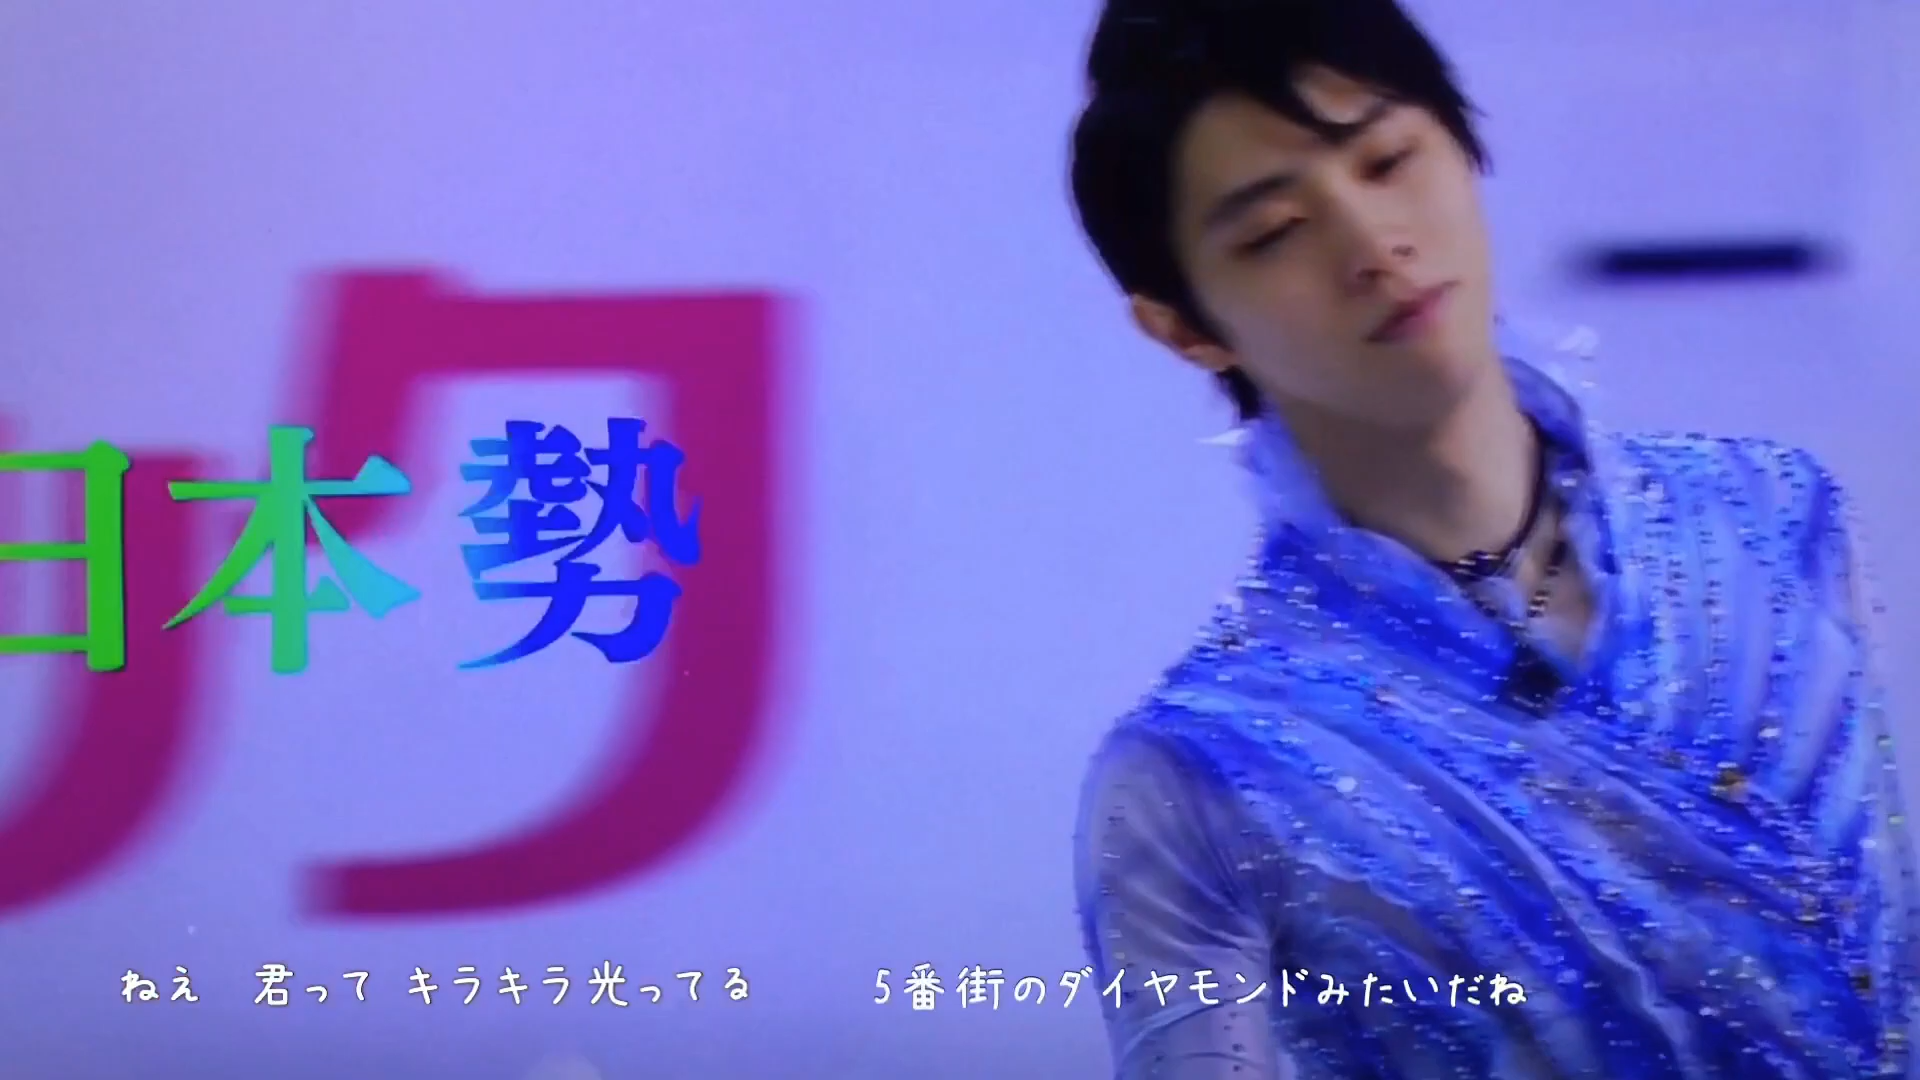 ク
日本勢
ねえ 君って キラキラ光ってる 5番街のダイヤモンドみたいだね